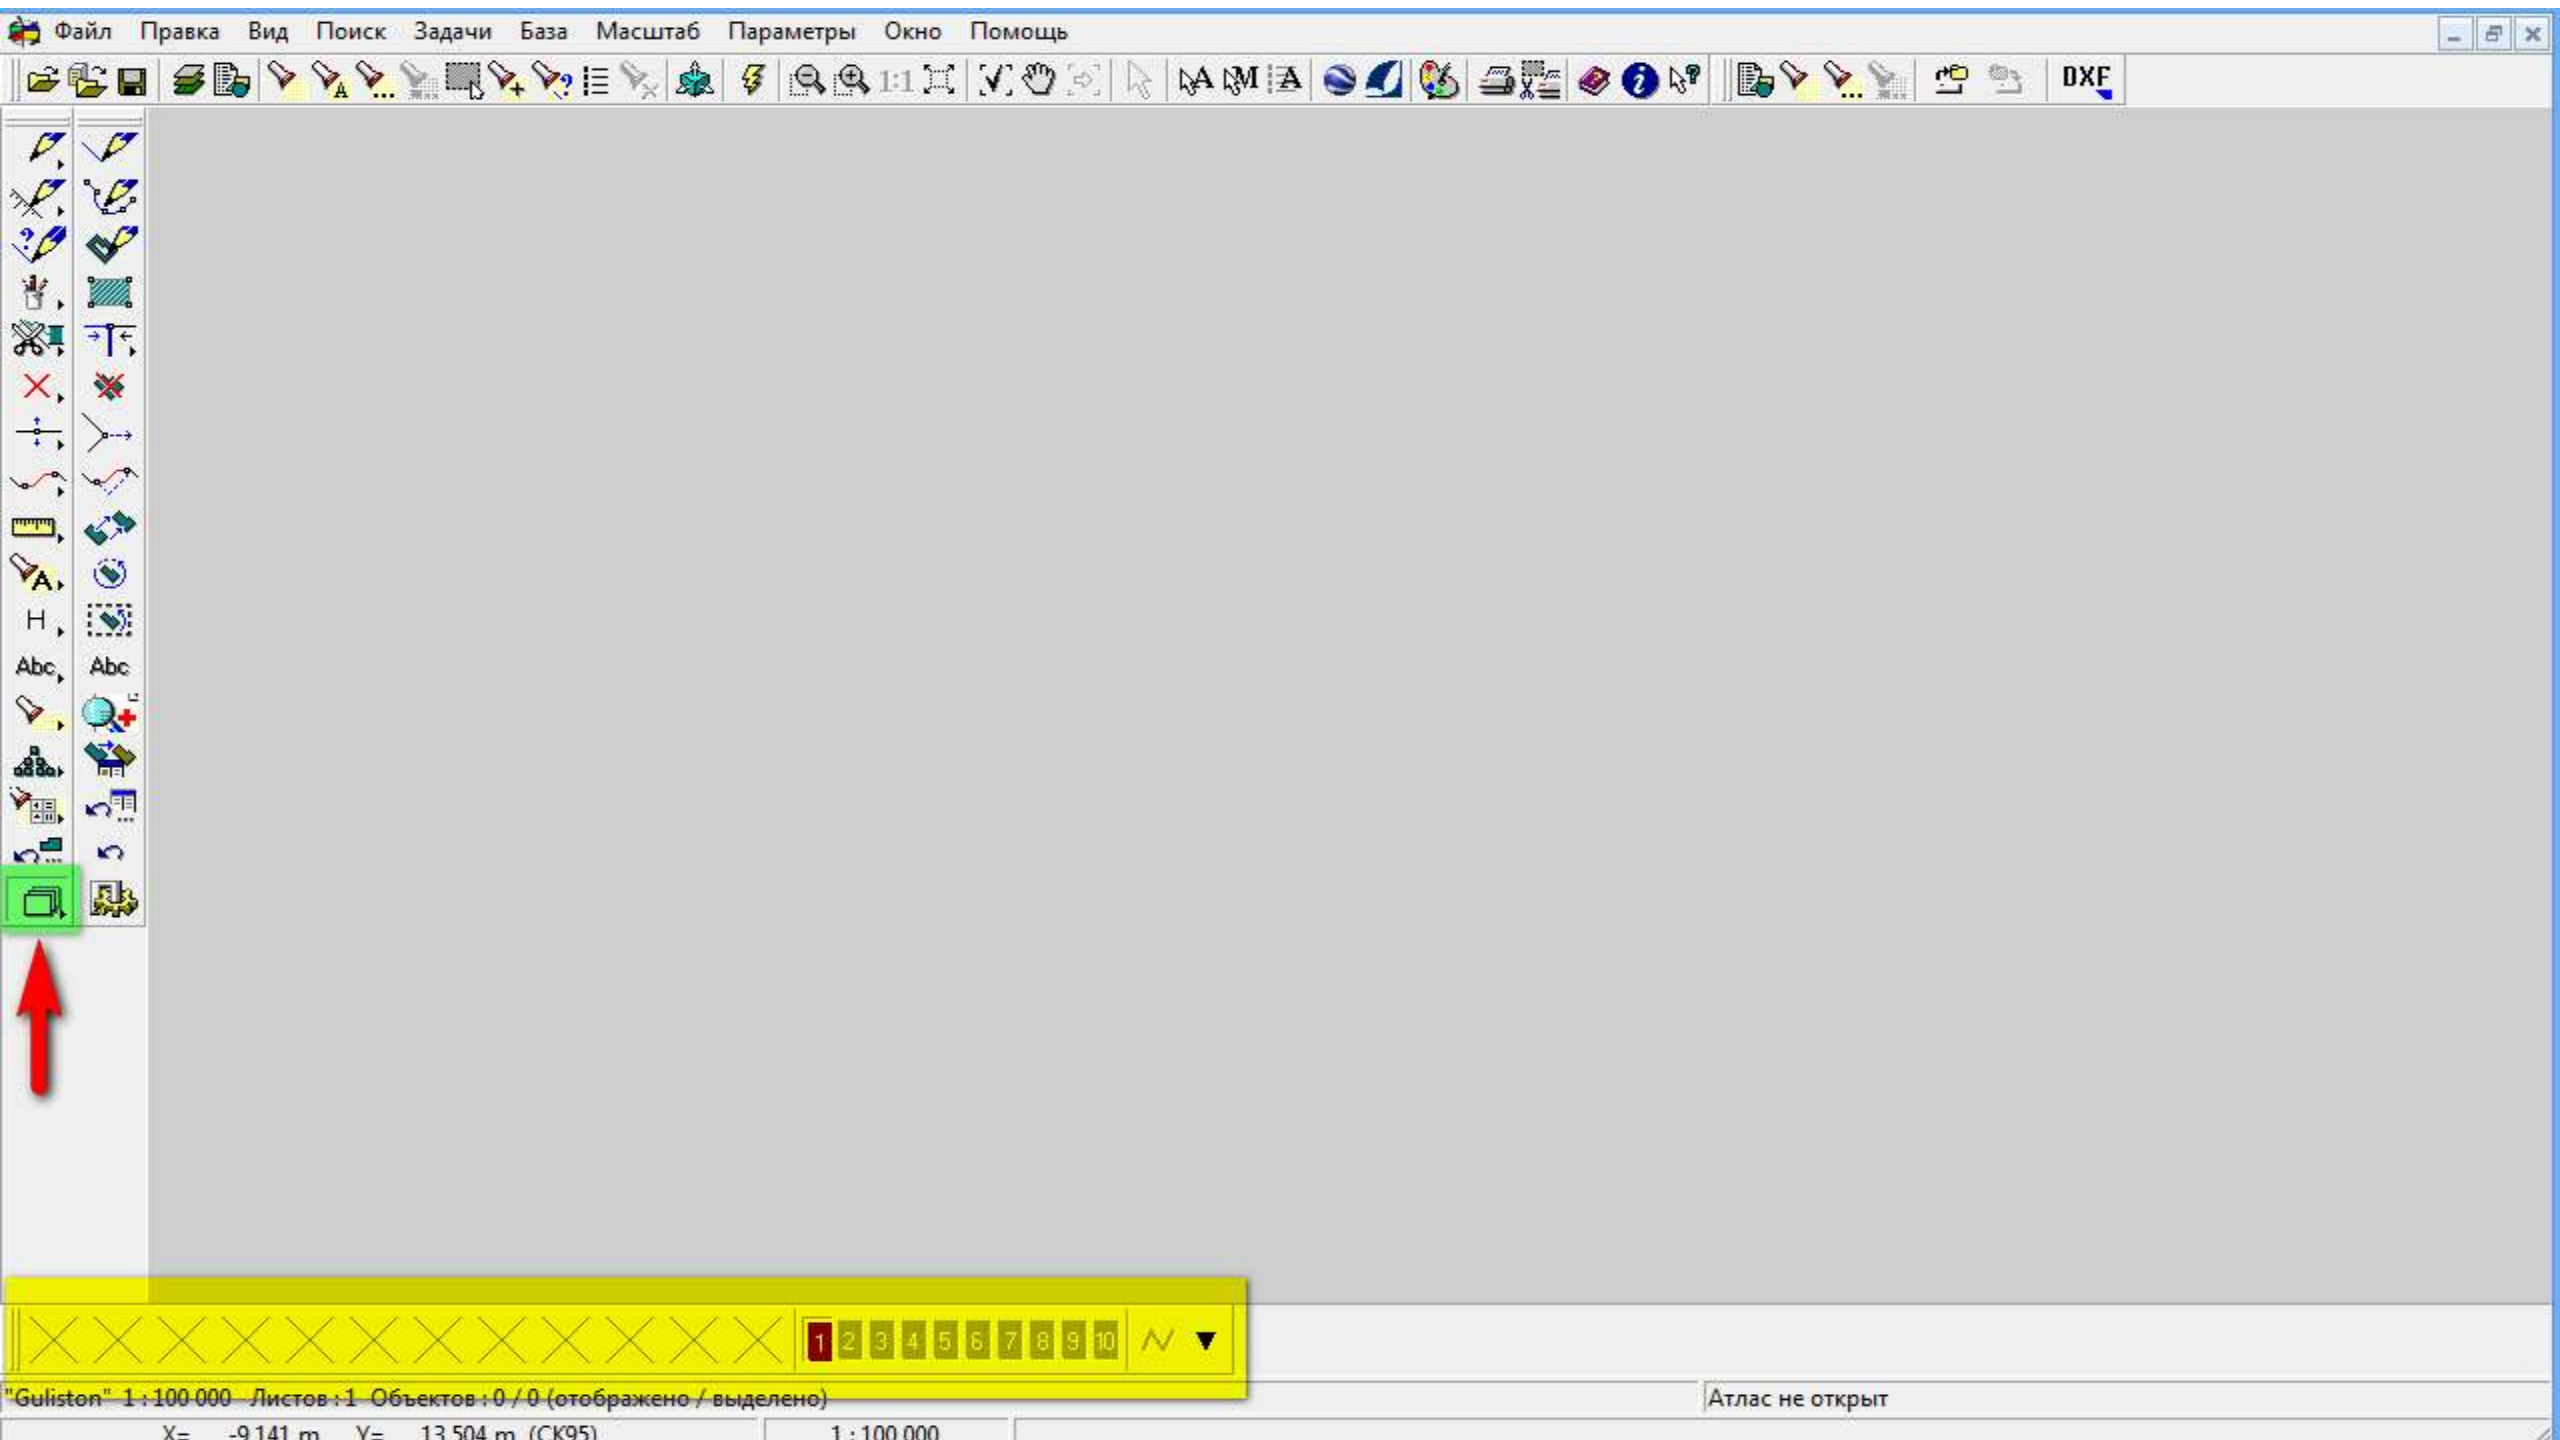 Файл Правка Вид Поиск Задачи База Масштаб Параметры Окно Помощь
A 1:1 A M A DXF
A
H
Abc Abc
1 2 3 4 5 6 7 8 9 10
"Guliston" 1 : 100 000 Листов : 1 Объектов : 0 / 0 (отображено / выделено) Атлас не открыт
X= -9.141 m Y= 13.504 m (СК95) 1 : 100 000